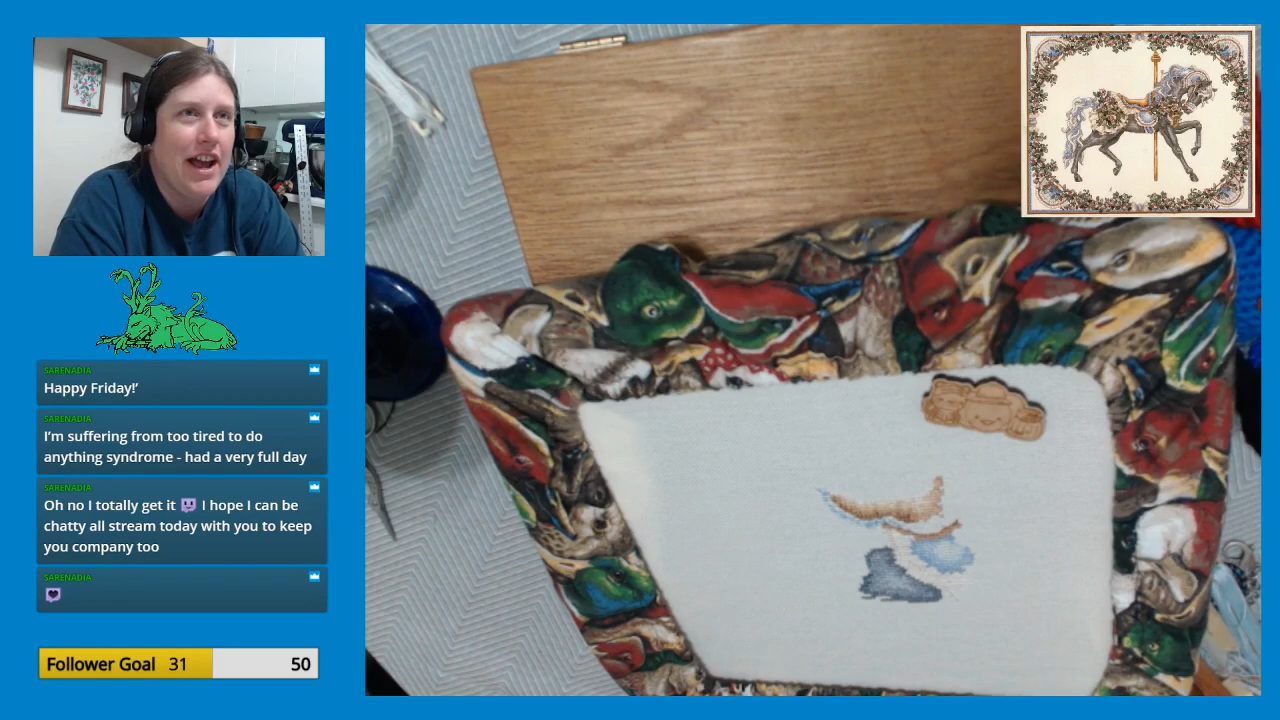 SARENADIA
Happy Friday!'
SARENADIA
I'm suffering from too tired to do
anything syndrome - had a very full day
SARENADIA
Oh no I totally get it I hope I can be
chatty all stream today with you to keep
you company too
SARENADIA
Follower Goal 31 50